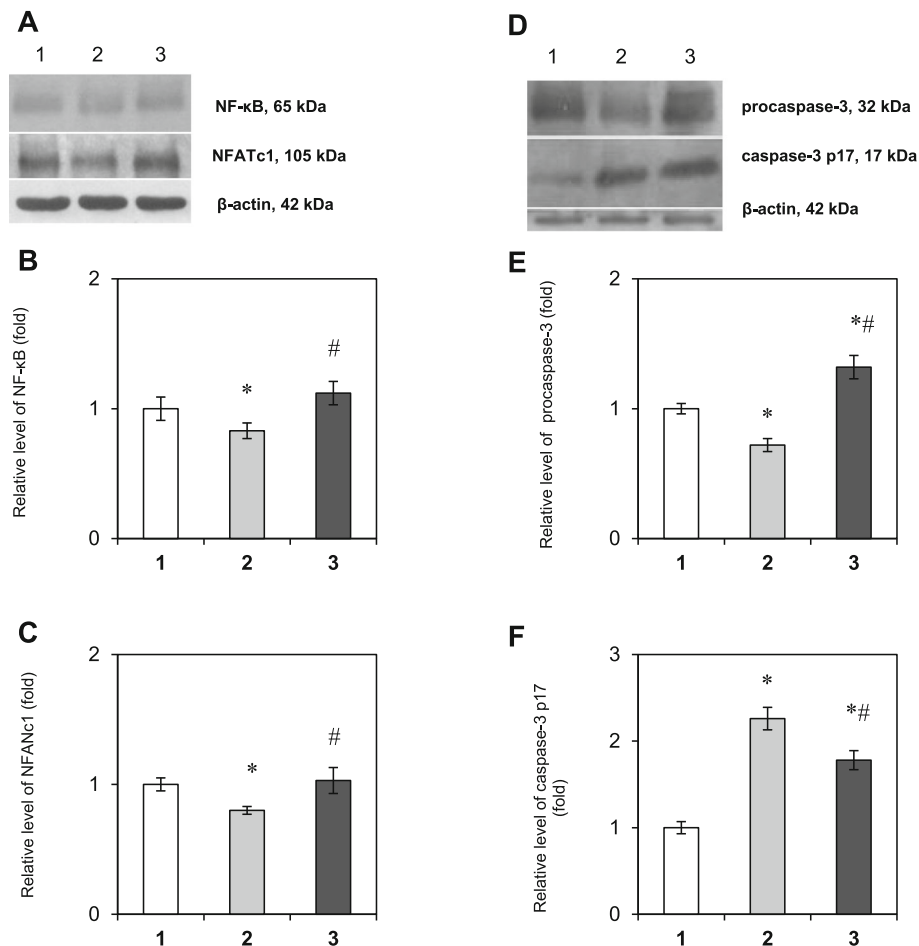 A
1 2 3
NF-κB, 65 kDa
NFATc1, 105 kDa
β-actin, 42 kDa
B
Relative level of NF-κB (fold)
2
1
0
*
#
1 2 3
C
Relative level of NFANc1 (fold)
2
1
0
*
#
1 2 3
D
1 2 3
procaspase-3, 32 kDa
caspase-3 p17, 17 kDa
β-actin, 42 kDa
E
Relative level of procaspase-3 (fold)
2
1
0
*
*#
1 2 3
F
Relative level of caspase-3 p17
(fold)
3
2
1
0
*
*#
1 2 3